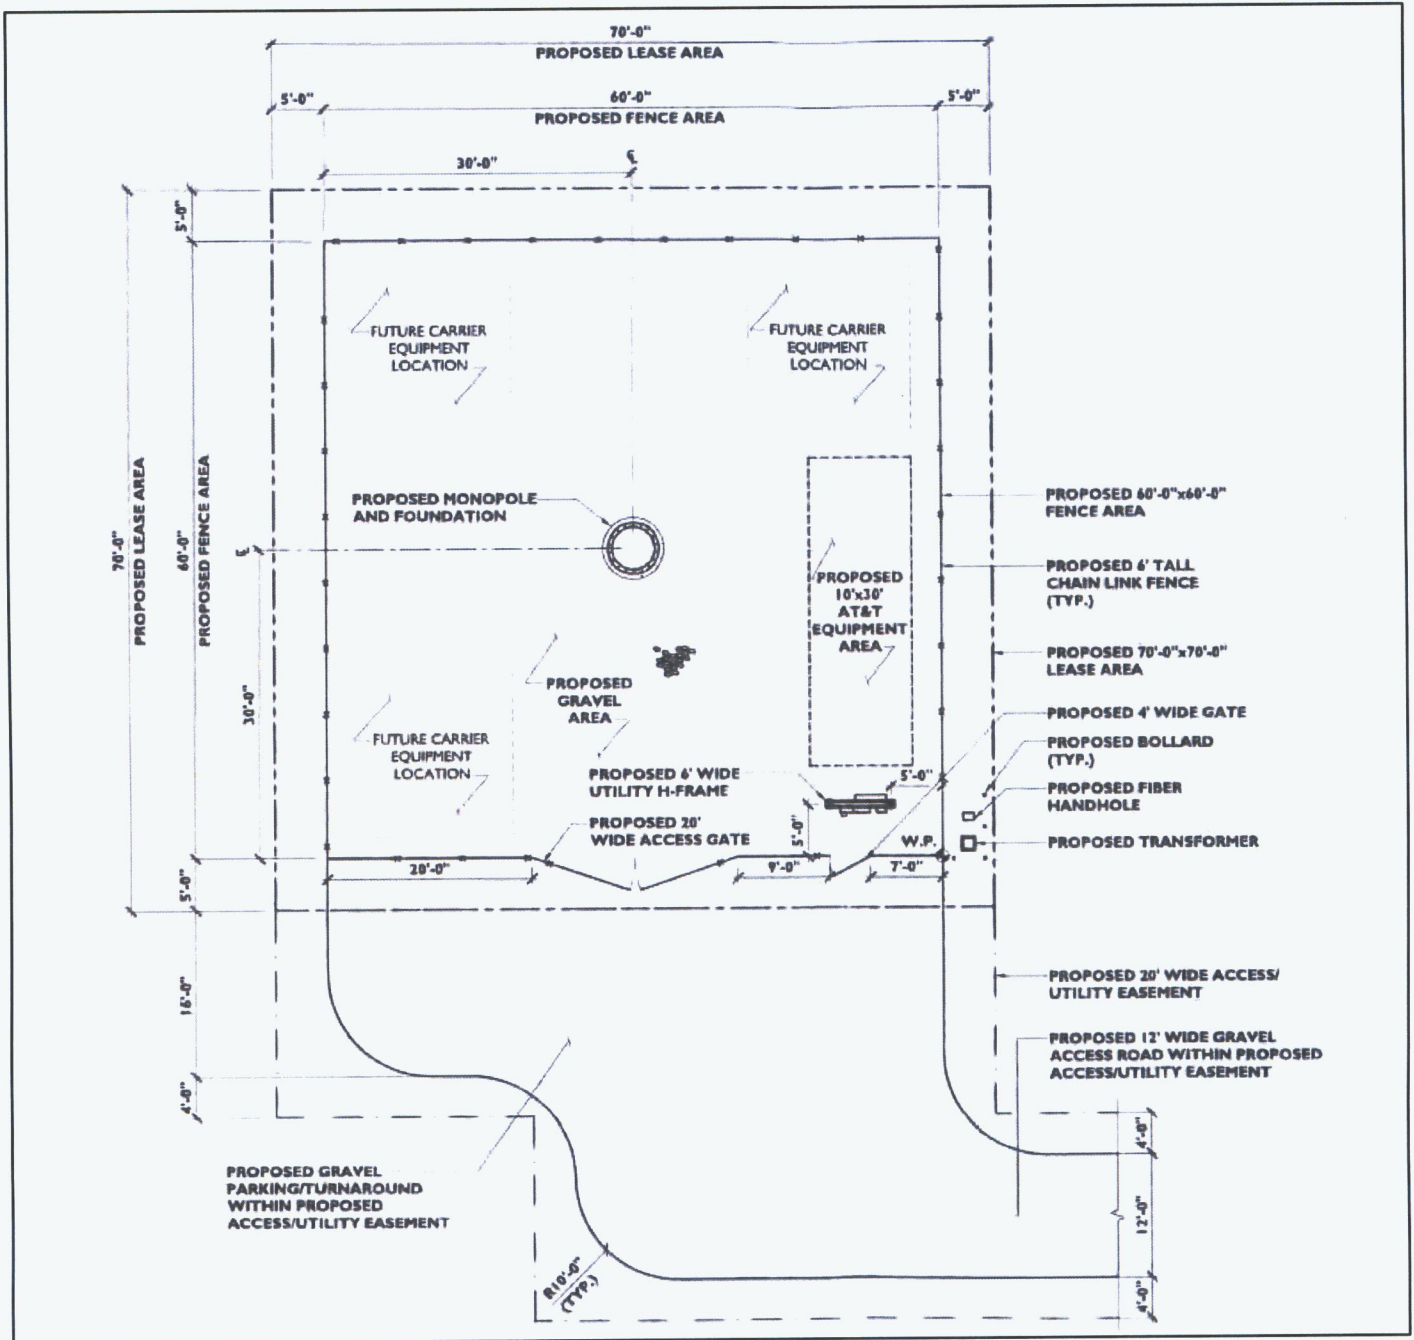 70'-0"
PROPOSED LEASE AREA
5'-0"
60'-0"
5'-0"
PROPOSED FENCE AREA
30'-0"
5'-0"
FUTURE CARRIER
EQUIPMENT
LOCATION
FUTURE CARRIER
EQUIPMENT
LOCATION
70'-0"
PROPOSED LEASE AREA
60'-0"
PROPOSED FENCE AREA
30'-0"
PROPOSED MONOPOLE
AND FOUNDATION
PROPOSED
10'x30'
AT&T
EQUIPMENT
AREA
PROPOSED 60'-0"x60'-0"
FENCE AREA
PROPOSED 6' TALL
CHAIN LINK FENCE
(TYP.)
PROPOSED 70'-0"x70'-0"
LEASE AREA
PROPOSED
GRAVEL
AREA
PROPOSED 4' WIDE GATE
FUTURE CARRIER
EQUIPMENT
LOCATION
PROPOSED BOLLARD
(TYP.)
PROPOSED 6' WIDE
UTILITY H-FRAME
5'-0"
PROPOSED FIBER
HANDHOLE
PROPOSED 20'
WIDE ACCESS GATE
5'-0"
W.P.
PROPOSED TRANSFORMER
20'-0"
9'-0"
7'-0"
5'-0"
16'-0"
4'-0"
PROPOSED 20' WIDE ACCESS/
UTILITY EASEMENT
PROPOSED 12' WIDE GRAVEL
ACCESS ROAD WITHIN PROPOSED
ACCESS/UTILITY EASEMENT
PROPOSED GRAVEL
PARKING/TURNAROUND
WITHIN PROPOSED
ACCESS/UTILITY EASEMENT
4'-0"
12'-0"
4'-0"
R10'-0"
(TYP.)